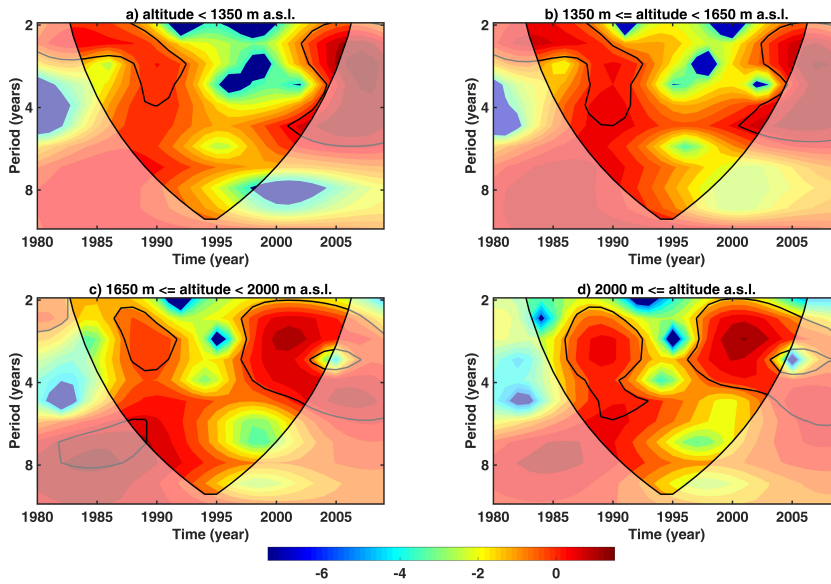 a) altitude < 1350 m a.s.l.
2
4
8
Period (years)
1980 1985 1990 1995 2000 2005
Time (year)
b) 1350 m <= altitude < 1650 m a.s.l.
2
4
8
Period (years)
1980 1985 1990 1995 2000 2005
Time (year)
c) 1650 m <= altitude < 2000 m a.s.l.
2
4
8
Period (years)
1980 1985 1990 1995 2000 2005
Time (year)
d) 2000 m <= altitude a.s.l.
2
4
8
Period (years)
1980 1985 1990 1995 2000 2005
Time (year)
-6 -4 -2 0